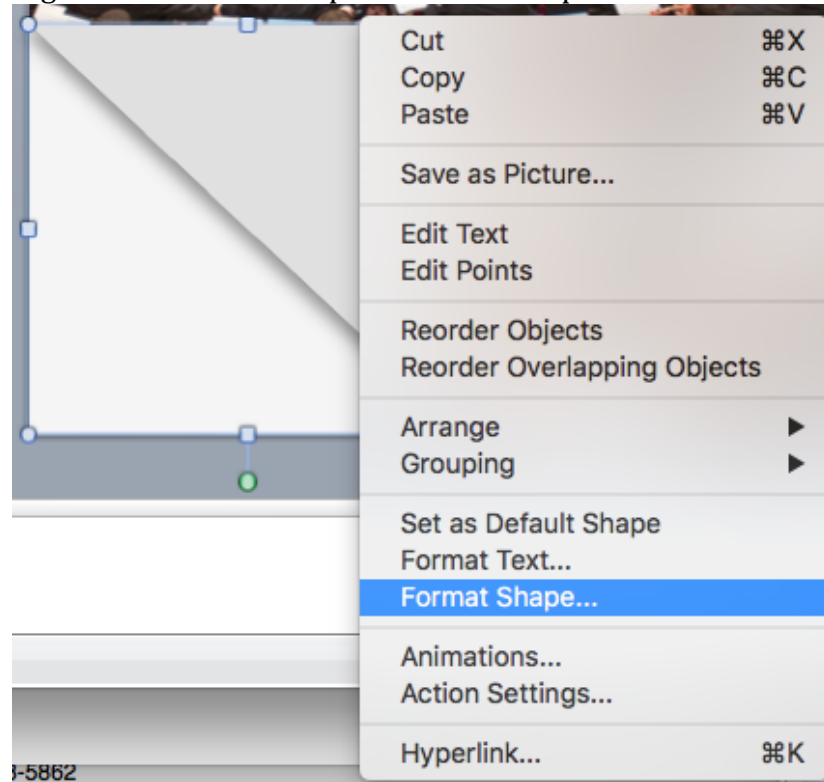 Cut ⌘X
Copy ⌘C
Paste ⌘V
Save as Picture...
Edit Text
Edit Points
Reorder Objects
Reorder Overlapping Objects
Arrange ▶
Grouping ▶
Set as Default Shape
Format Text...
Format Shape...
Animations...
Action Settings...
Hyperlink... ⌘K
-5862